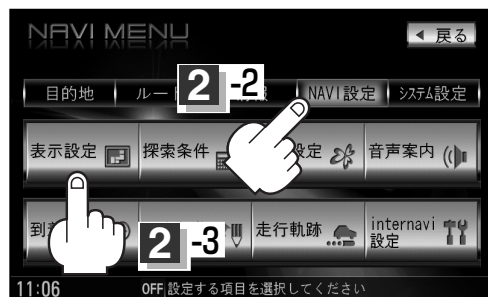 NAVI MENU
戻る
目的地 ルー 2-2 報 NAVI設定 システム設定
表示設定 探索条件 設定 音声案内
到 2-3 走行軌跡 internavi
設定
11:06 OFF 設定する項目を選択してください